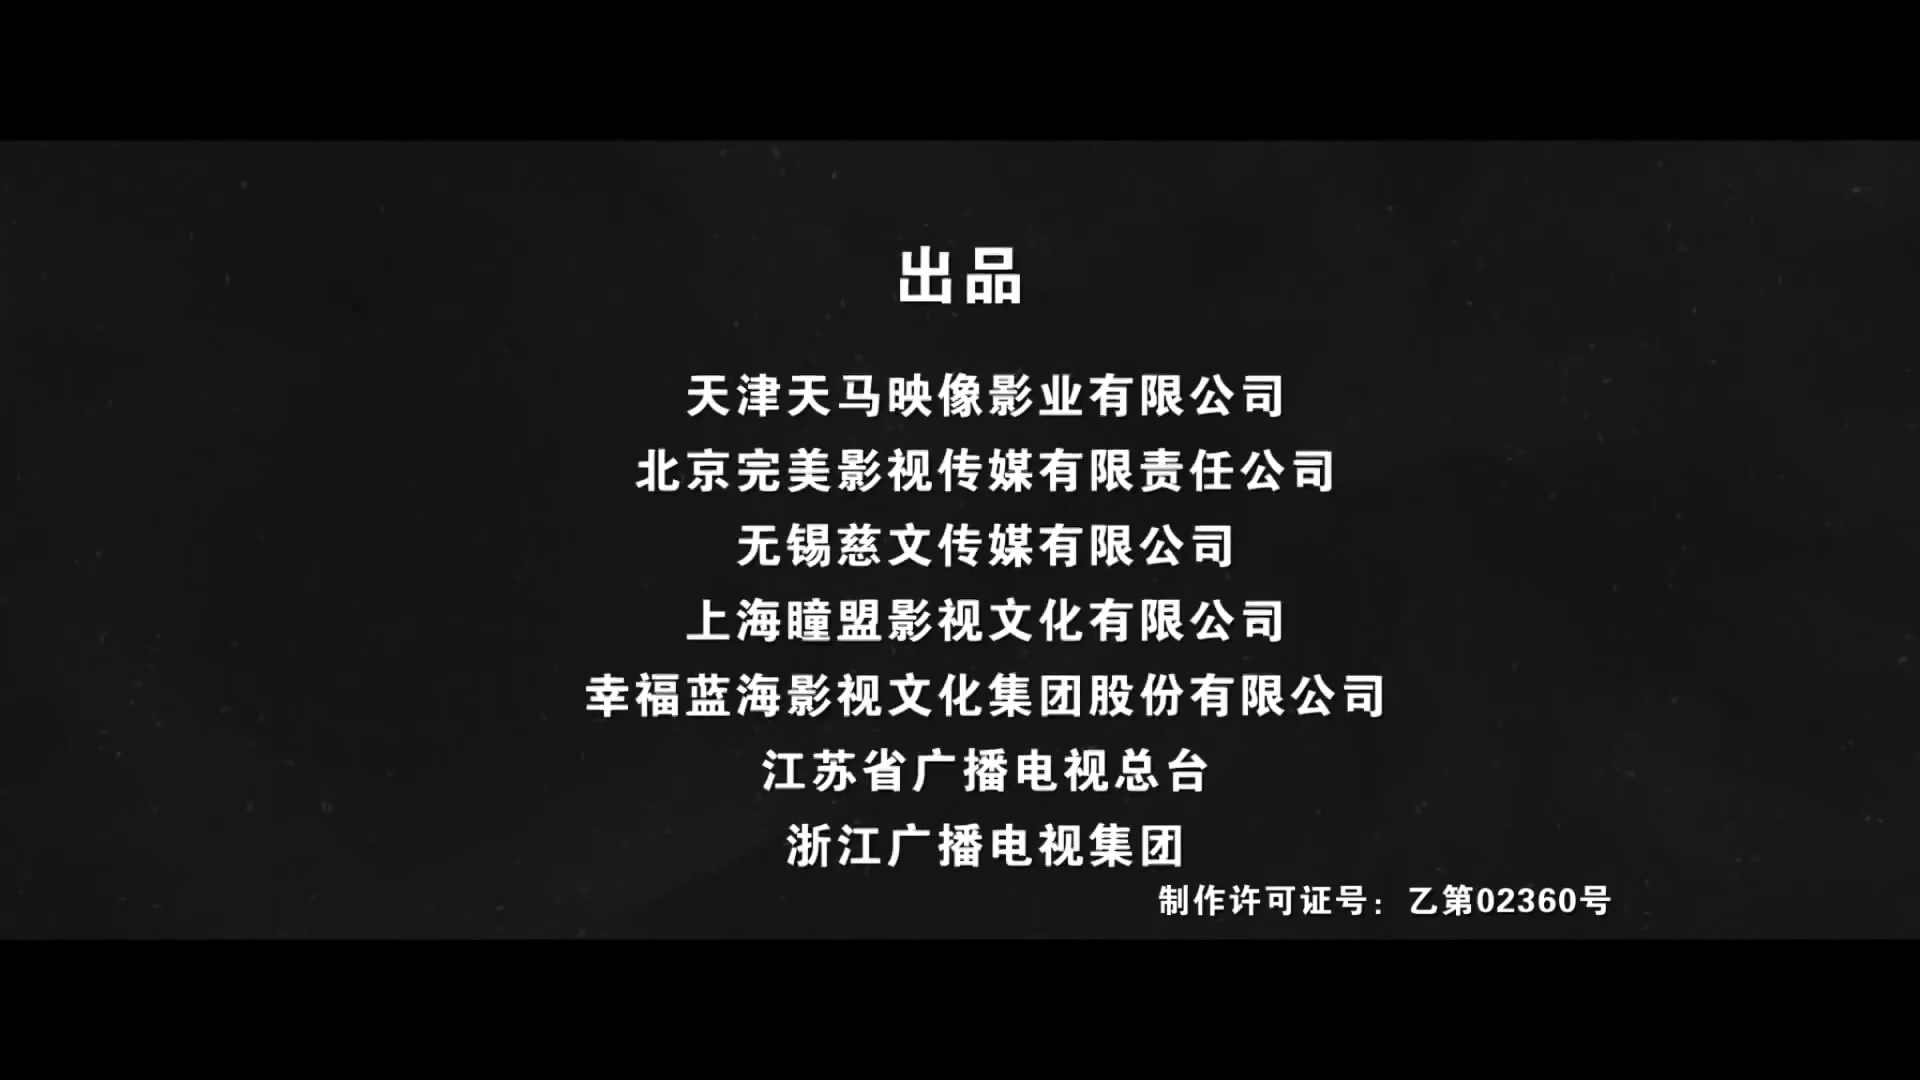 出品
天津天马映像影业有限公司
北京完美影视传媒有限责任公司
无锡慈文传媒有限公司
上海瞳盟影视文化有限公司
幸福蓝海影视文化集团股份有限公司
江苏省广播电视总台
浙江广播电视集团
制作许可证号：乙第02360号